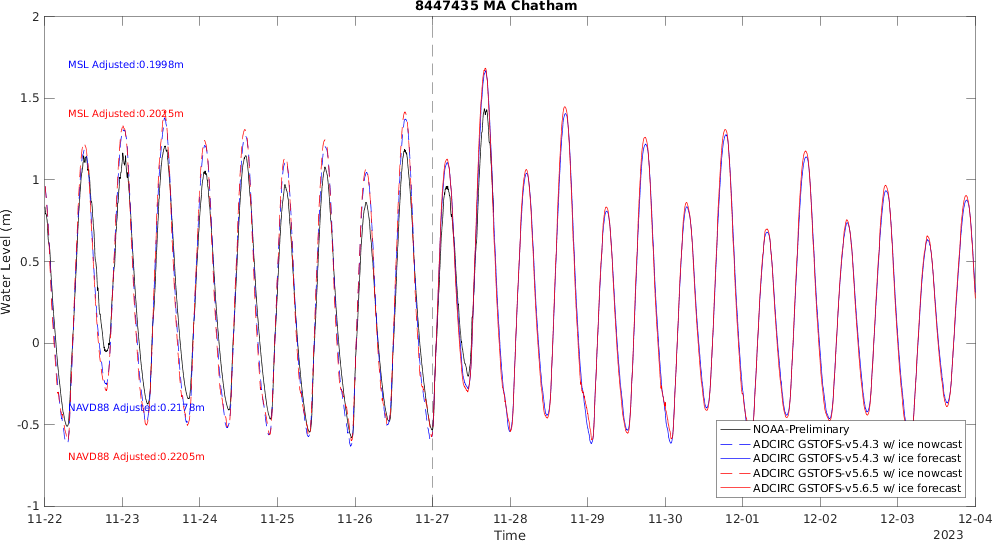 8447435 MA Chatham
2
1.5
1
0.5
0
-0.5
-1
Water Level (m)
MSL Adjusted:0.1998m
MSL Adjusted:0.2025m
NAVD88 Adjusted:0.2178m
NAVD88 Adjusted:0.2205m
NOAA-Preliminary
ADCIRC GSTOFS-v5.4.3 w/ ice nowcast
ADCIRC GSTOFS-v5.4.3 w/ ice forecast
ADCIRC GSTOFS-v5.6.5 w/ ice nowcast
ADCIRC GSTOFS-v5.6.5 w/ ice forecast
11-22 11-23 11-24 11-25 11-26 11-27 11-28 11-29 11-30 12-01 12-02 12-03 12-04
Time
2023